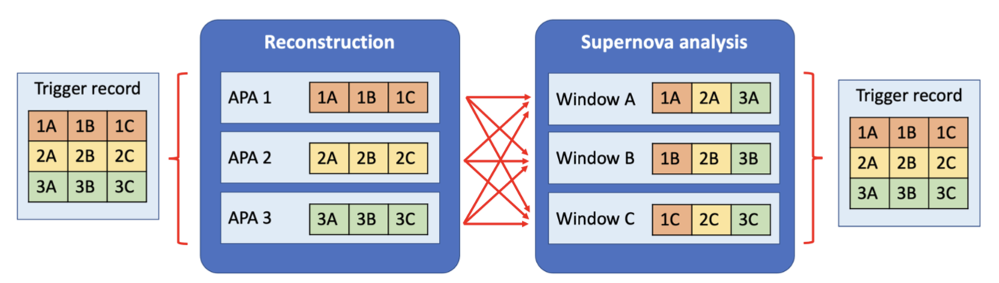 Trigger record
1A 1B 1C
2A 2B 2C
3A 3B 3C
Reconstruction
APA 1 1A 1B 1C
APA 2 2A 2B 2C
APA 3 3A 3B 3C
Supernova analysis
Window A 1A 2A 3A
Window B 1B 2B 3B
Window C 1C 2C 3C
Trigger record
1A 1B 1C
2A 2B 2C
3A 3B 3C